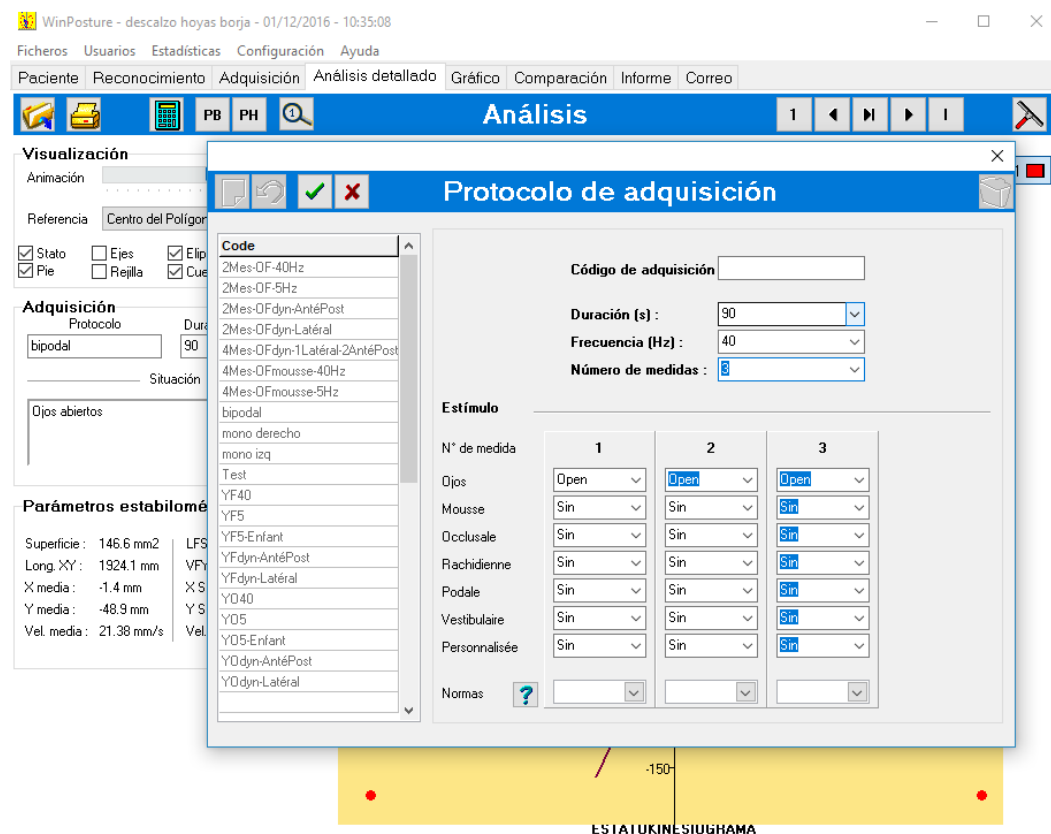 WinPosture - descalzo hoyas borja - 01/12/2016 - 10:35:08
Ficheros Usuarios Estadísticas Configuración Ayuda
Paciente Reconocimiento Adquisición Análisis detallado Gráfico Comparación Informe Correo
PB PH 1 Análisis 1 I
Visualización
Animación
Referencia Centro del Polígor
Stato Ejes Elip
Pie Rejilla Cue
Adquisición
Protocolo Dura
bipodal 90
Situación
Ojos abiertos
Parámetros estabilomé
Superficie : 146.6 mm2 LFS
Long. XY : 1924.1 mm VFY
X media : -1.4 mm X S
Y media : -48.9 mm Y S
Vel. media : 21.38 mm/s Vel.
Protocolo de adquisición
Code
2Mes-OF-40Hz
2Mes-OF-5Hz
2Mes-OFdyn-AntéPost
2Mes-OFdyn-Latéral
4Mes-OFdyn-1Latéral-2AntéPost
4Mes-OFmousse-40Hz
4Mes-OFmousse-5Hz
bipodal
mono derecho
mono izq
Test
YF40
YF5
YF5-Enfant
YFdyn-AntéPost
YFdyn-Latéral
YO40
YO5
YO5-Enfant
YOdyn-AntéPost
YOdyn-Latéral
Código de adquisición
Duración (s) : 90
Frecuencia (Hz) : 40
Número de medidas : 3
Estímulo
N° de medida 1 2 3
Ojos Open Open Open
Mousse Sin Sin Sin
Occlusale Sin Sin Sin
Rachidienne Sin Sin Sin
Podale Sin Sin Sin
Vestibulaire Sin Sin Sin
Personnalisée Sin Sin Sin
Normas ?
-150
ESTATOKINESIOGRAMA